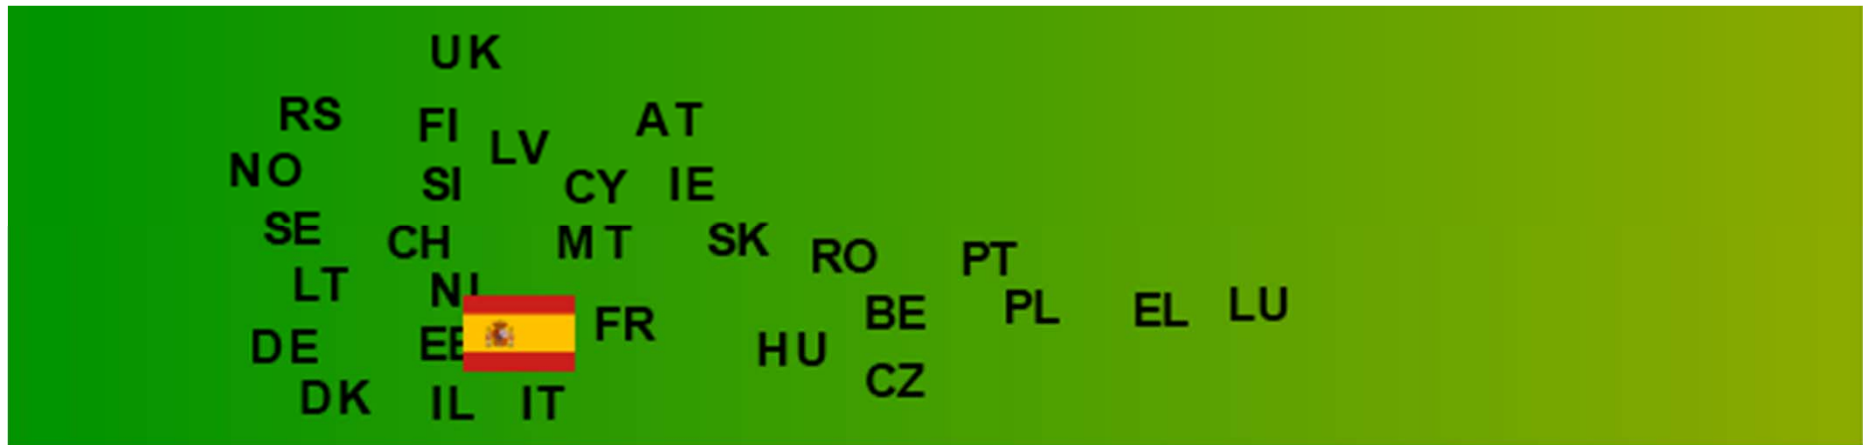 UK
RS FI LV AT
NO SI CY IE
SE CH MT SK RO PT
LT BE PL EL LU
DE FR HU
DK IL IT CZ